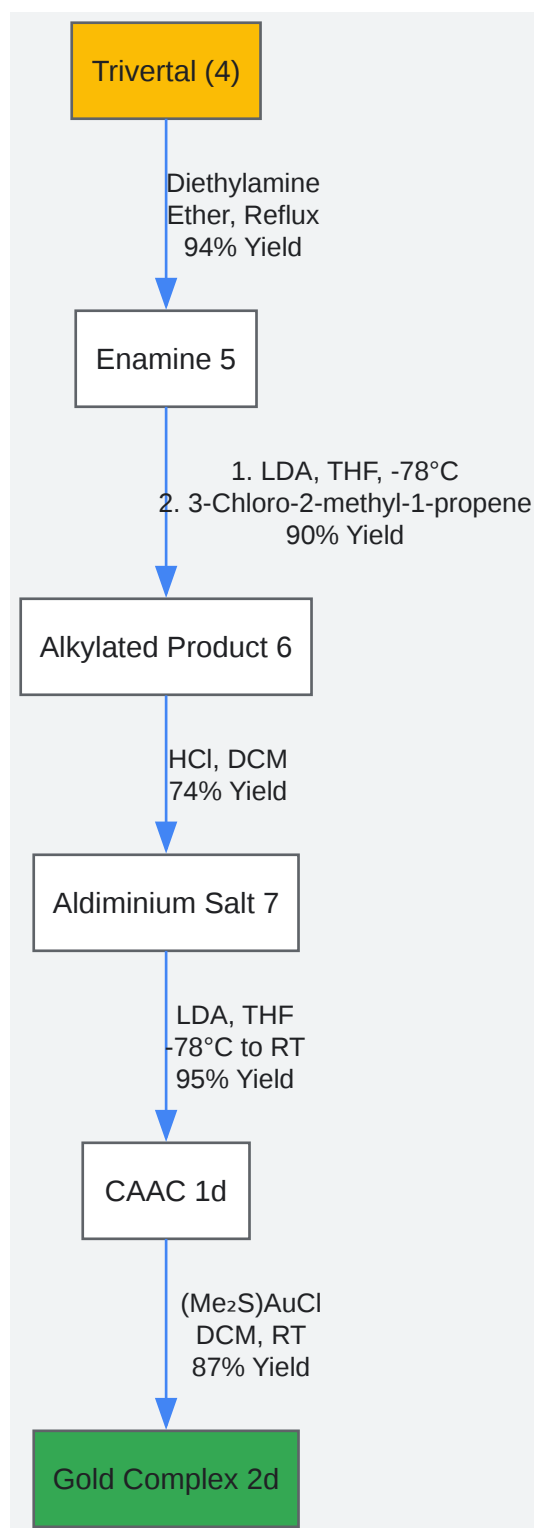 Trivertal (4)
Diethylamine
Ether, Reflux
94% Yield
Enamine 5
1. LDA, THF, -78°C
2. 3-Chloro-2-methyl-1-propene
90% Yield
Alkylated Product 6
HCl, DCM
74% Yield
Aldiminium Salt 7
LDA, THF
-78°C to RT
95% Yield
CAAC 1d
(Me₂S)AuCl
DCM, RT
87% Yield
Gold Complex 2d